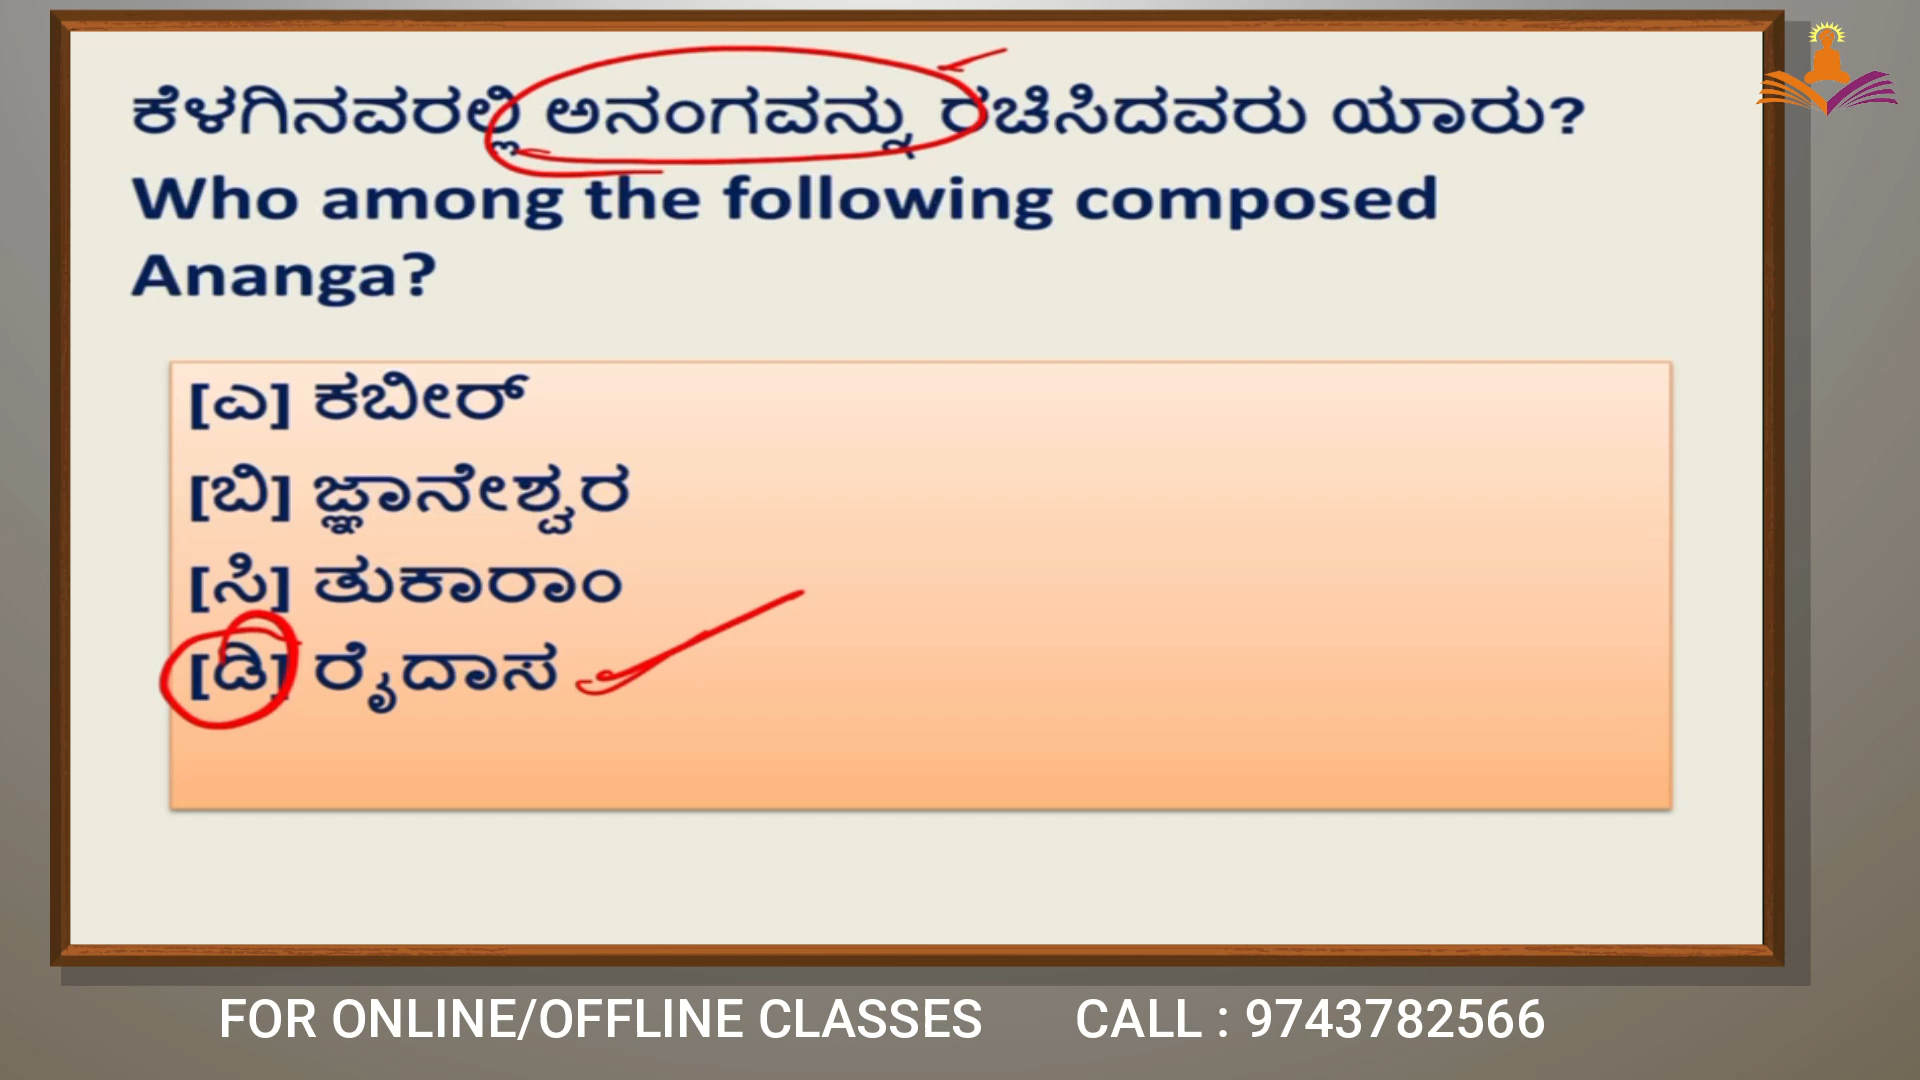 ಕೆಳಗಿನವರಲ್ಲಿ ಅನಂಗವನ್ನು ರಚಿಸಿದವರು ಯಾರು?
Who among the following composed
Ananga?
[ಎ] ಕಬೀರ್
[ಬಿ] ಜ್ಞಾನೇಶ್ವರ
[ಸಿ] ತುಕಾರಾಂ
[ಡಿ] ರೈದಾಸ
FOR ONLINE/OFFLINE CLASSES CALL : 9743782566